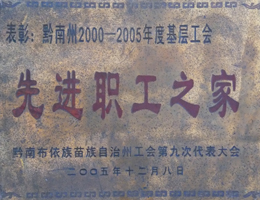 表彰：黔南州2000—2005年度基层工会
先进职工之家
黔南布依族苗族自治州工会第九次代表大会
二〇〇五年十二月八日